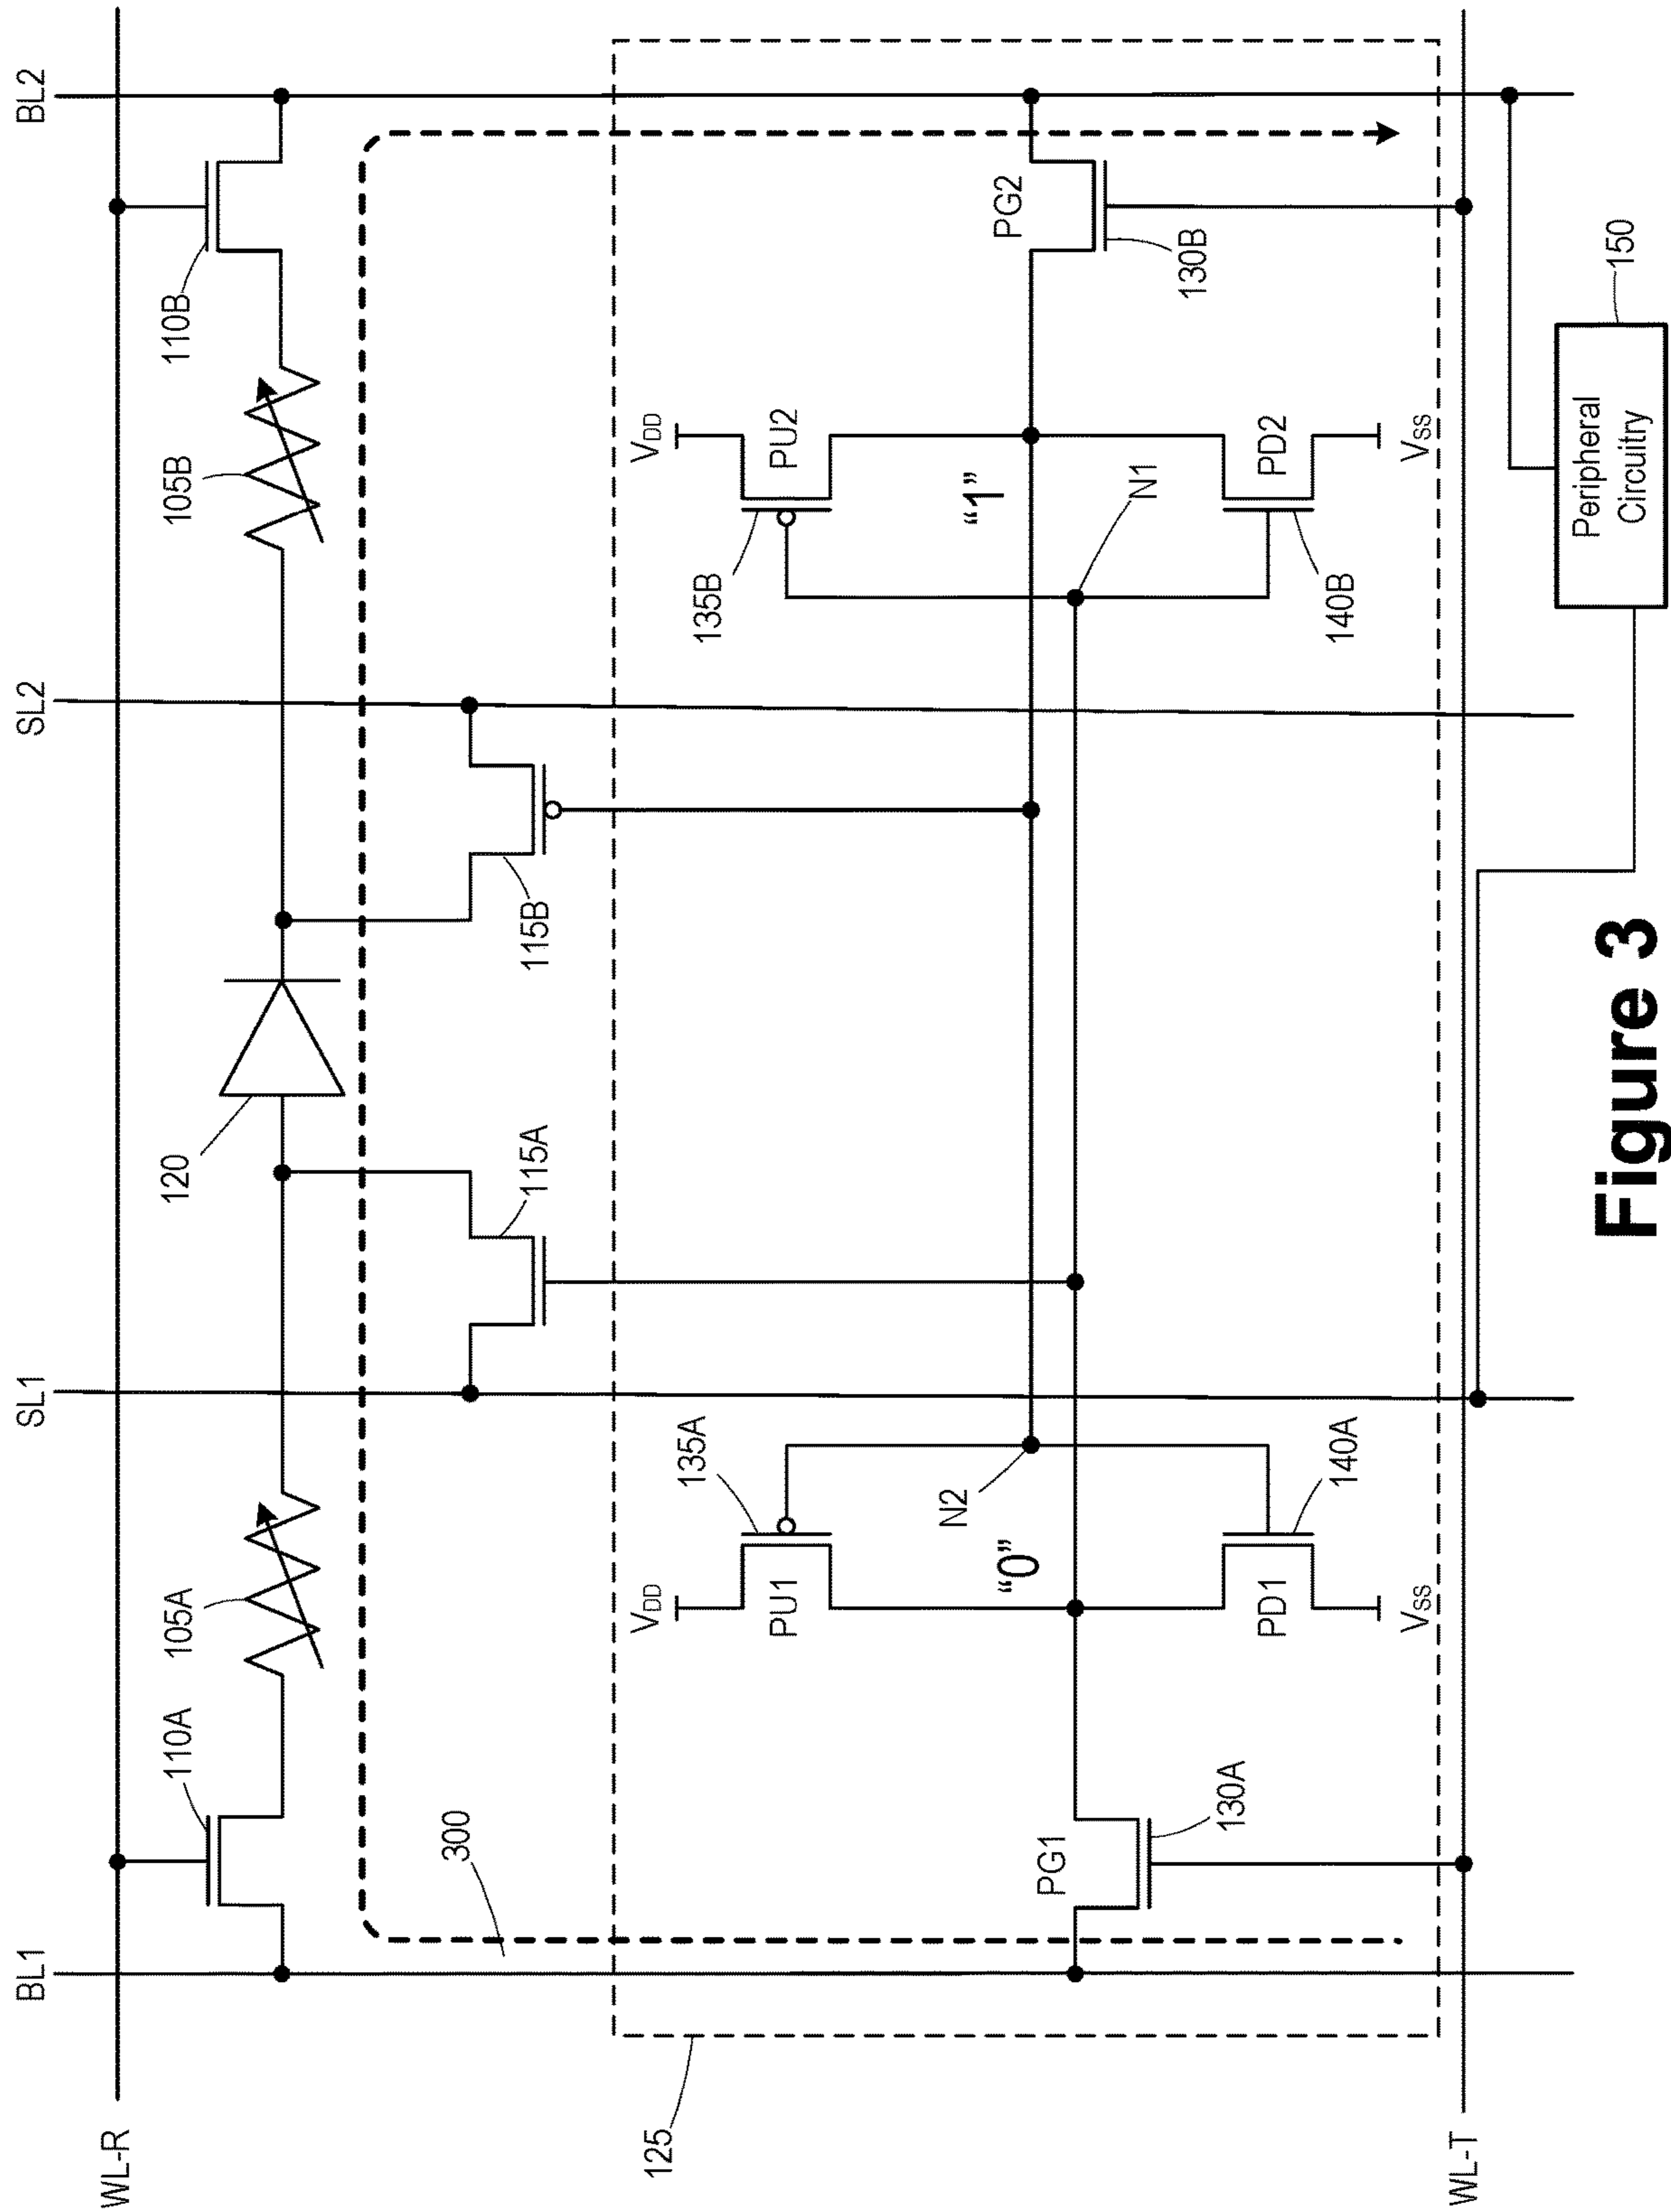 BL1
SL1
SL2
BL2
WL-R
110A
105A
120
105B
110B
300
115A
115B
125
V_DD
135A
135B
V_DD
PU1
PU2
PG1
"0"
N2
"1"
PG2
N1
130A
PD1
PD2
130B
140A
140B
V_SS
V_SS
WL-T
Peripheral
Circuitry
150
Figure 3